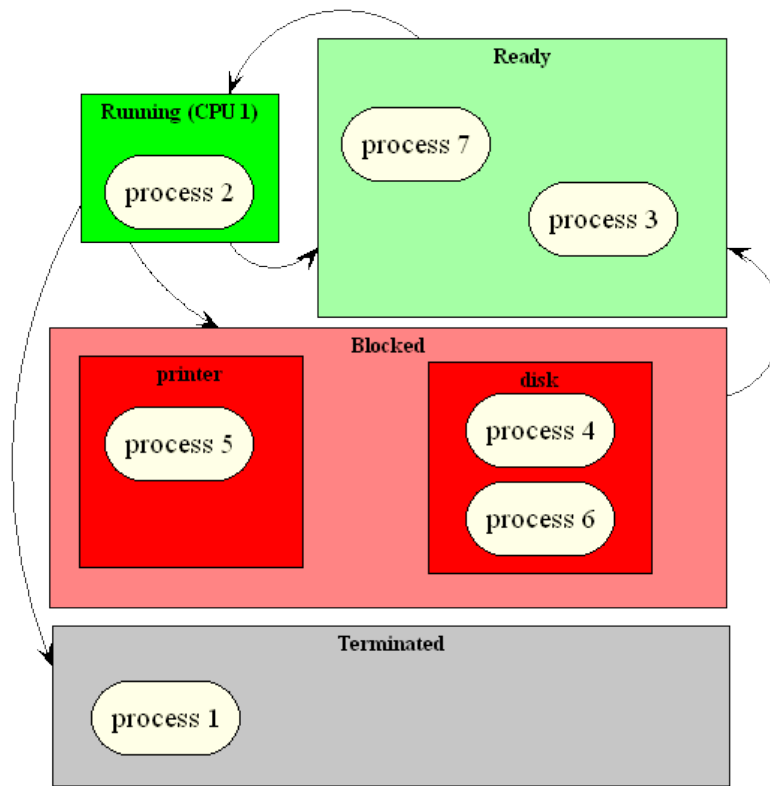 Ready
Running (CPU 1)
process 7
process 2
process 3
Blocked
printer
disk
process 5
process 4
process 6
Terminated
process 1